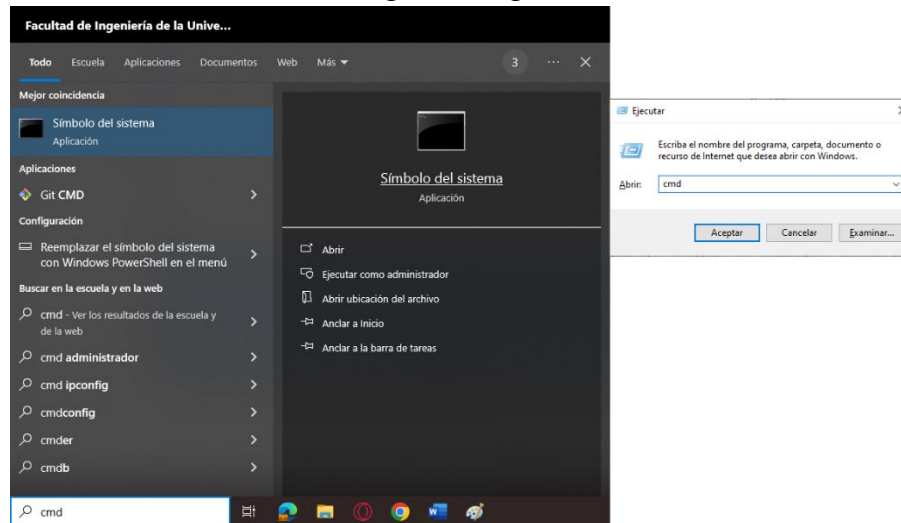 Facultad de Ingeniería de la Unive...
Todo Escuela Aplicaciones Documentos Web Más 3 ...
Mejor coincidencia
Símbolo del sistema
Aplicación
Aplicaciones
Git CMD
Configuración
Reemplazar el símbolo del sistema
con Windows PowerShell en el menú
Buscar en la escuela y en la web
cmd - Ver los resultados de la escuela y
de la web
cmd administrador
cmd ipconfig
cmdconfig
cmder
cmdb
cmd
Símbolo del sistema
Aplicación
Abrir
Ejecutar como administrador
Abrir ubicación del archivo
Anclar a Inicio
Anclar a la barra de tareas
Ejecutar
Escriba el nombre del programa, carpeta, documento o
recurso de Internet que desea abrir con Windows.
Abrir: cmd
Aceptar Cancelar Examinar...